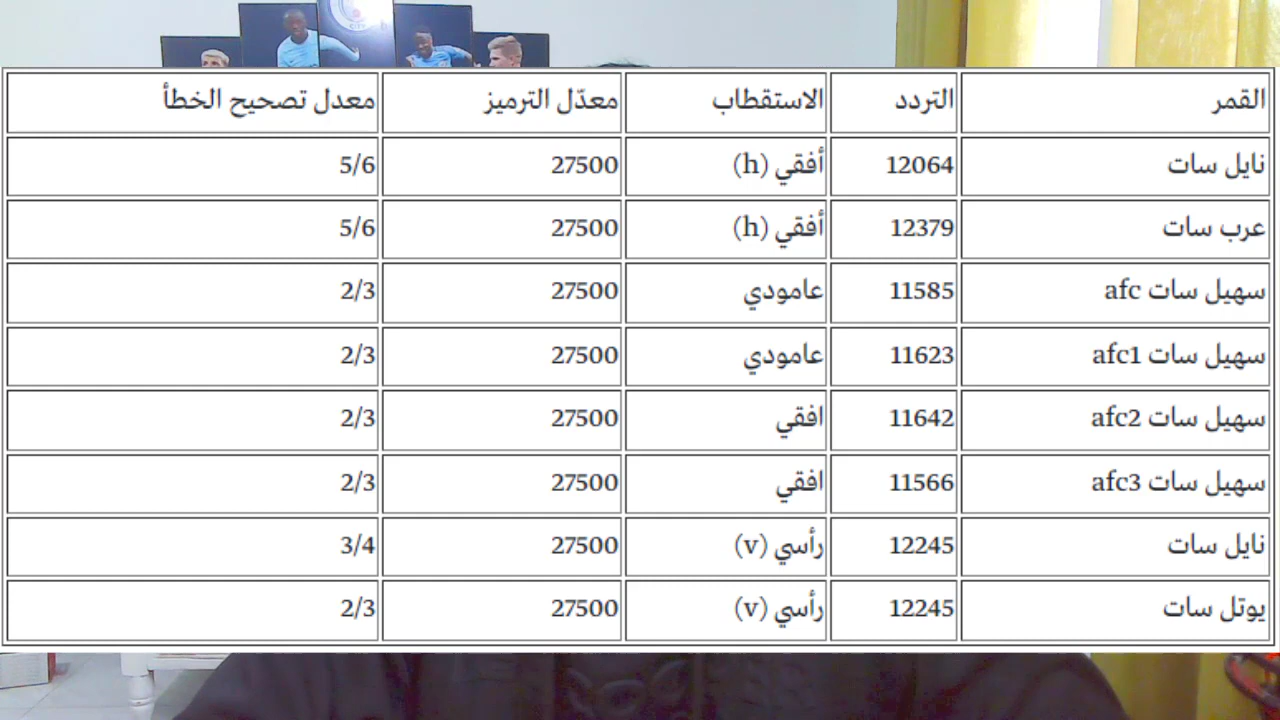 القمر التردد الاستقطاب معدّل الترميز معدل تصحيح الخطأ
نايل سات 12064 أفقي (h) 27500 5/6
عرب سات 12379 أفقي (h) 27500 5/6
سهيل سات afc 11585 عامودي 27500 2/3
سهيل سات afc1 11623 عامودي 27500 2/3
سهيل سات afc2 11642 افقي 27500 2/3
سهيل سات afc3 11566 افقي 27500 2/3
نايل سات 12245 رأسي (v) 27500 3/4
يوتل سات 12245 رأسي (v) 27500 2/3